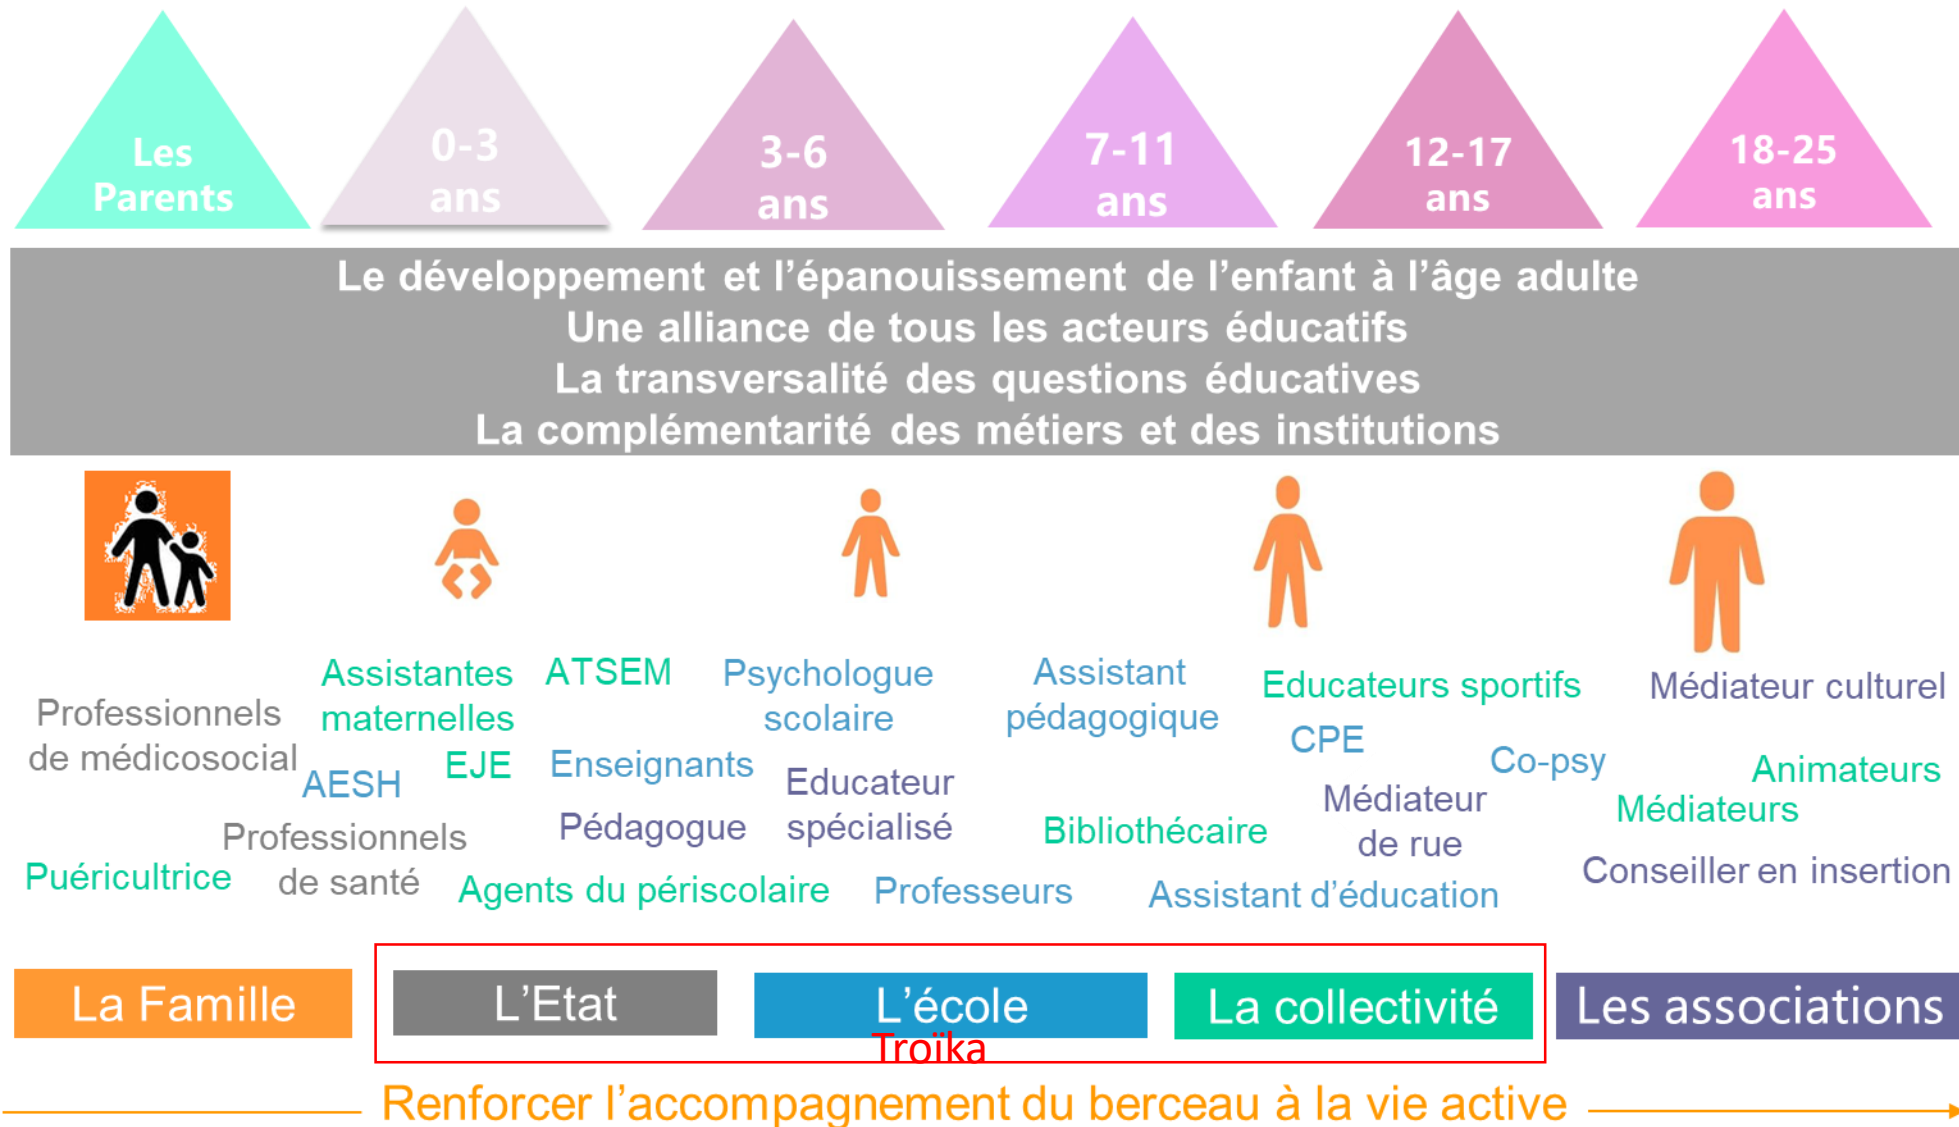 Les
Parents
0-3
ans
3-6
ans
7-11
ans
12-17
ans
18-25
ans
Le développement et l’épanouissement de l’enfant à l’âge adulte
Une alliance de tous les acteurs éducatifs
La transversalité des questions éducatives
La complémentarité des métiers et des institutions
Professionnels
de médicosocial
Assistantes
maternelles
ATSEM
Psychologue
scolaire
Assistant
pédagogique
Educateurs sportifs
Médiateur culturel
AESH
EJE
Enseignants
Educateur
spécialisé
CPE
Co-psy
Animateurs
Professionnels
de santé
Pédagogue
Bibliothécaire
Médiateur
de rue
Médiateurs
Puéricultrice
Agents du périscolaire
Professeurs
Assistant d’éducation
Conseiller en insertion
La Famille
L’Etat
L’école
La collectivité
Les associations
Troïka
Renforcer l’accompagnement du berceau à la vie active